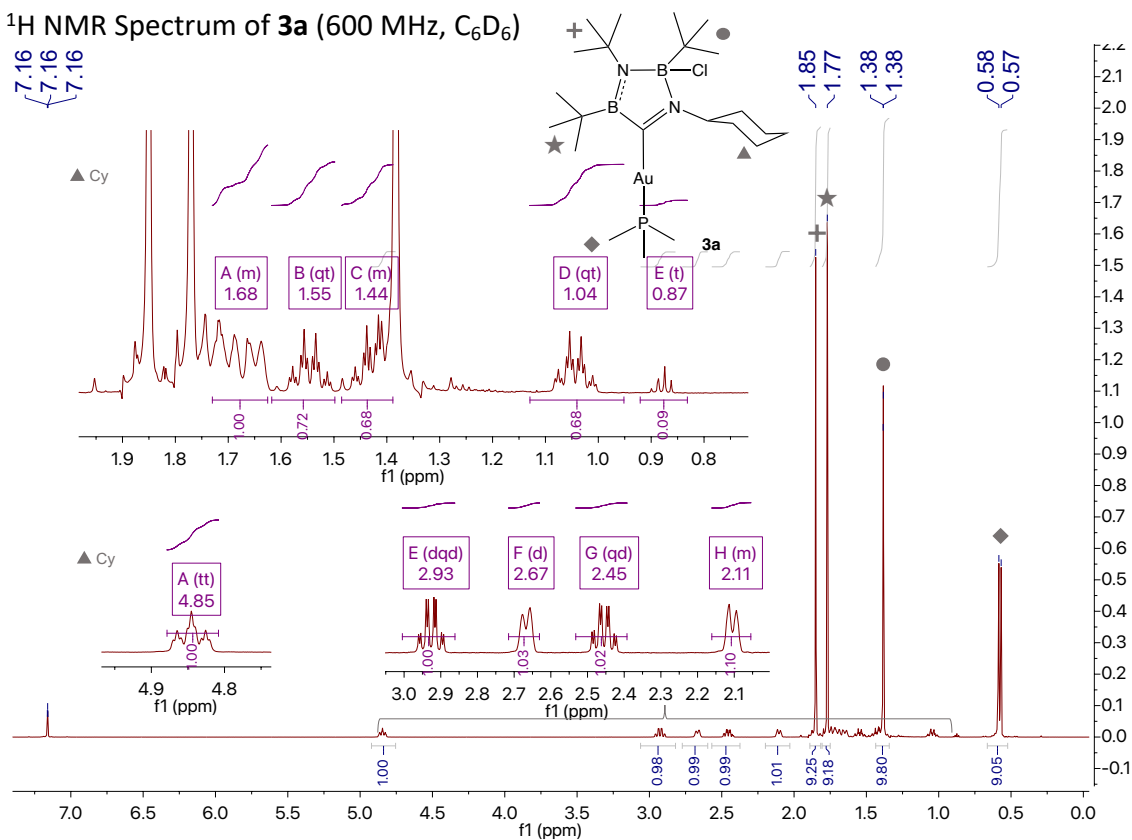 ¹H NMR Spectrum of 3a (600 MHz, C₆D₆)
7.16
7.16
7.16
1.85
1.77
1.38
1.38
0.58
0.57
N
B
Cl
B
N
Au
P
3a
Cy
A (m)
1.68
B (qt)
1.55
C (m)
1.44
D (qt)
1.04
E (t)
0.87
1.00
0.72
0.68
0.68
0.09
1.9 1.8 1.7 1.6 1.5 1.4 1.3 1.2 1.1 1.0 0.9 0.8
f1 (ppm)
Cy
A (tt)
4.85
1.00
4.9 4.8
f1 (ppm)
E (dqd)
2.93
F (d)
2.67
G (qd)
2.45
H (m)
2.11
1.00
1.03
1.02
1.10
3.0 2.9 2.8 2.7 2.6 2.5 2.4 2.3 2.2 2.1
f1 (ppm)
1.00
0.98
0.99
0.99
1.01
9.25
9.18
9.80
9.05
7.0 6.5 6.0 5.5 5.0 4.5 4.0 3.5 3.0 2.5 2.0 1.5 1.0 0.5 0.0
f1 (ppm)
2.2
2.1
2.0
1.9
1.8
1.7
1.6
1.5
1.4
1.3
1.2
1.1
1.0
0.9
0.8
0.7
0.6
0.5
0.4
0.3
0.2
0.1
0.0
-0.1